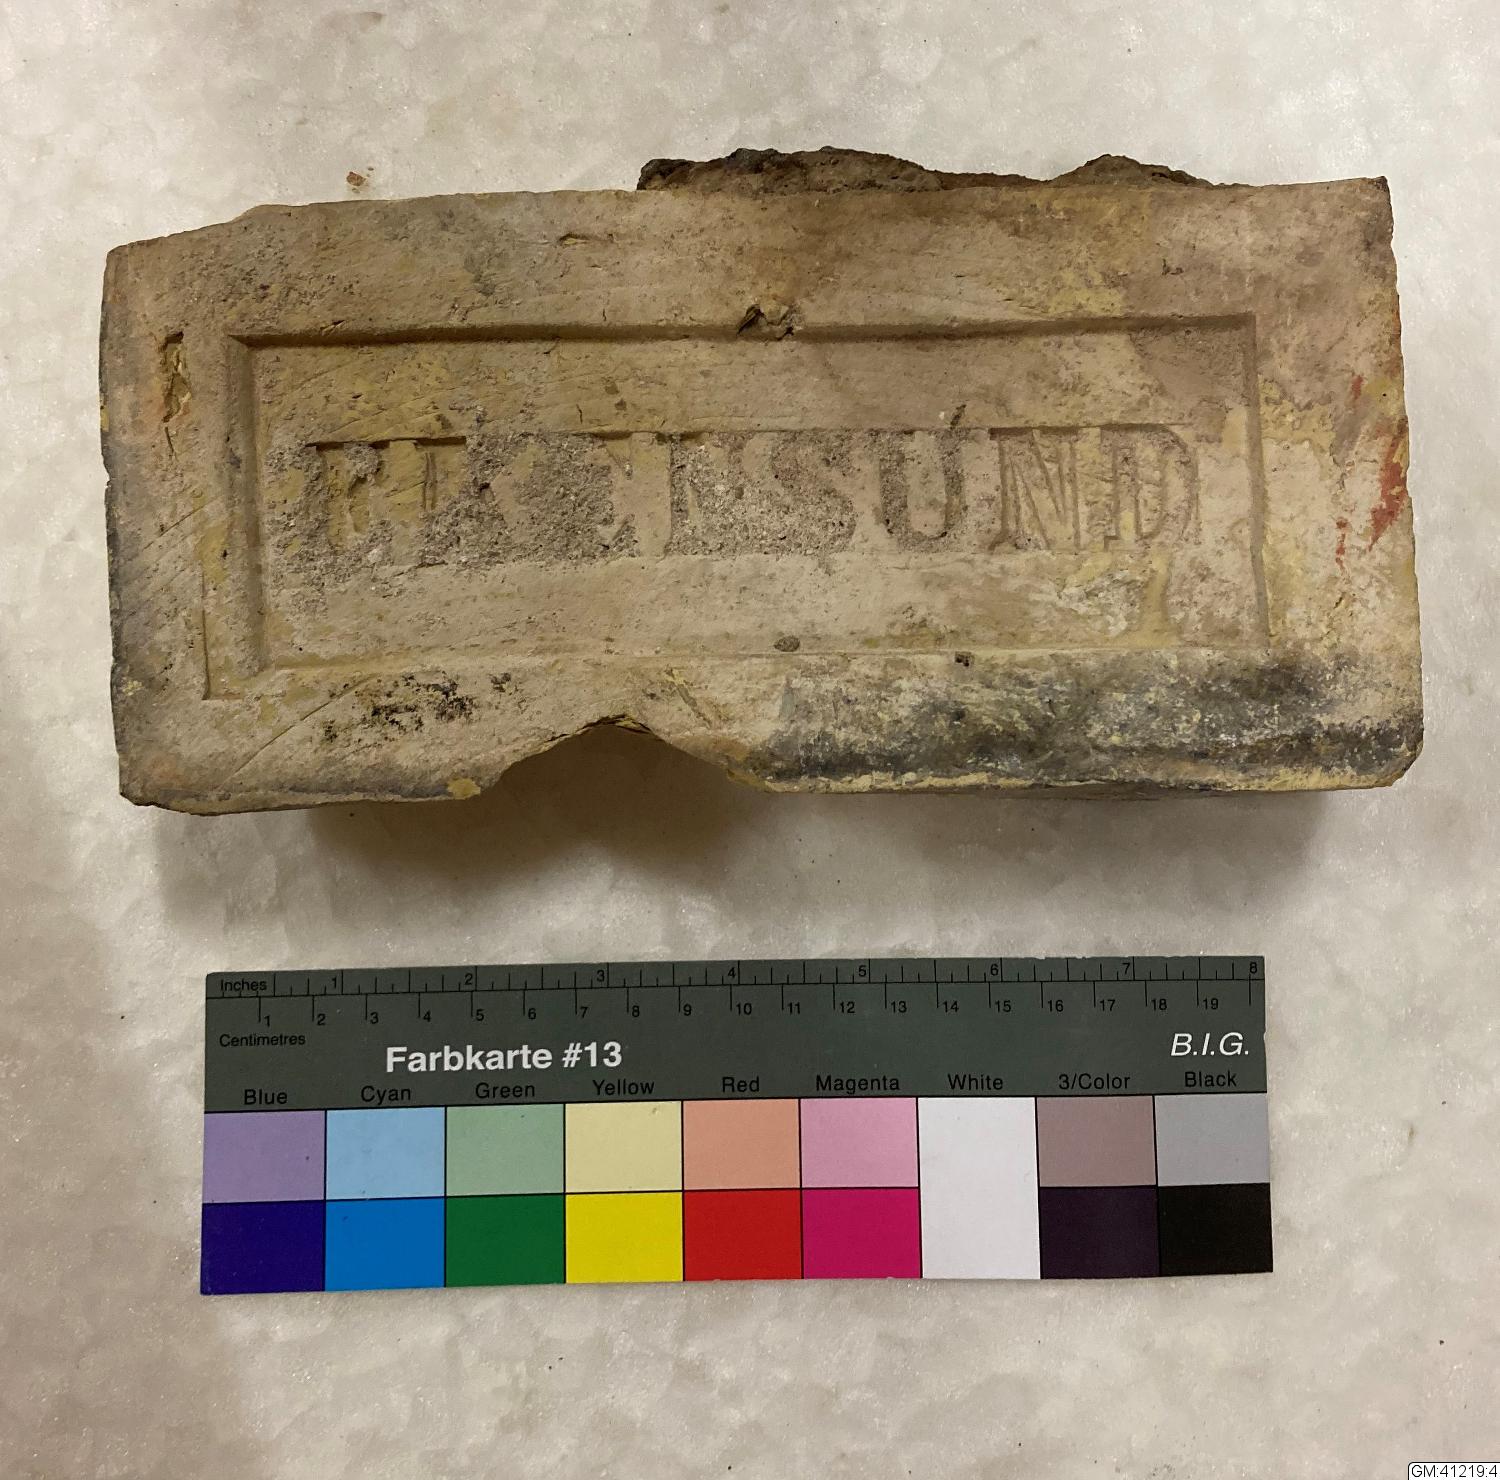 EKENSUND
Inches 1 2 3 4 5 6 7 8
1 2 3 4 5 6 7 8 9 10 11 12 13 14 15 16 17 18 19
Centimetres
Farbkarte #13 B.I.G.
Blue Cyan Green Yellow Red Magenta White 3/Color Black
GM:41219:4